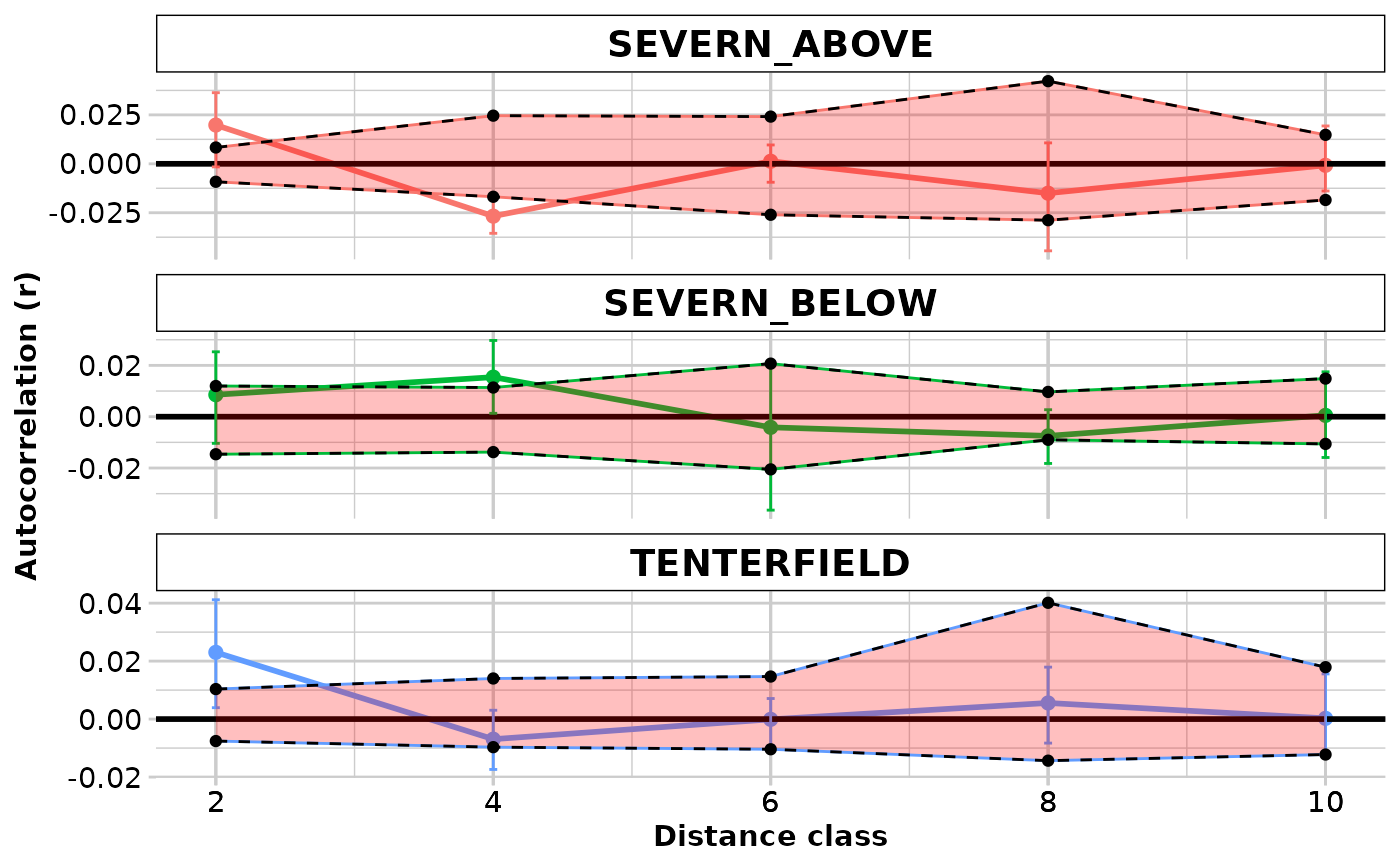 SEVERN_ABOVE
0.025
0.000
-0.025
SEVERN_BELOW
0.02
0.00
-0.02
TENTERFIELD
0.04
0.02
0.00
-0.02
2 4 6 8 10
Distance class
Autocorrelation (r)